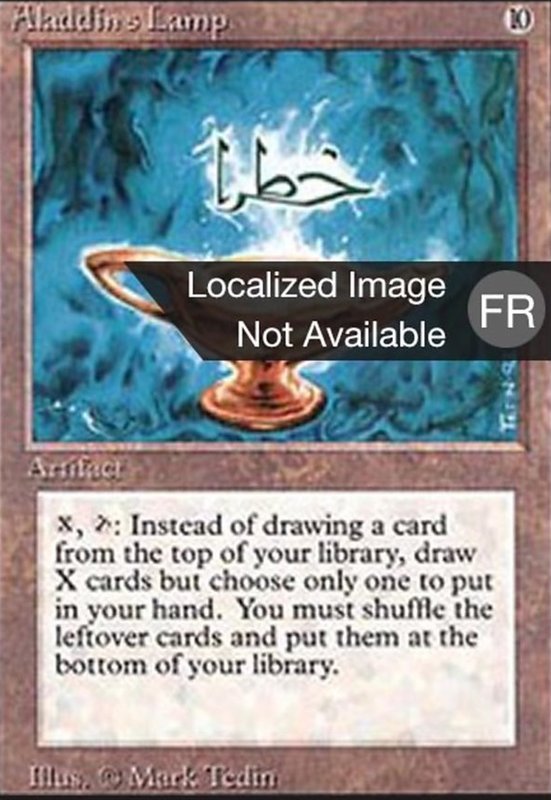 Aladdin's Lamp 10
خطرا
Localized Image
Not Available
FR
Artifact
X, T: Instead of drawing a card
from the top of your library, draw
X cards but choose only one to put
in your hand. You must shuffle the
leftover cards and put them at the
bottom of your library.
Illus. © Mark Tedin